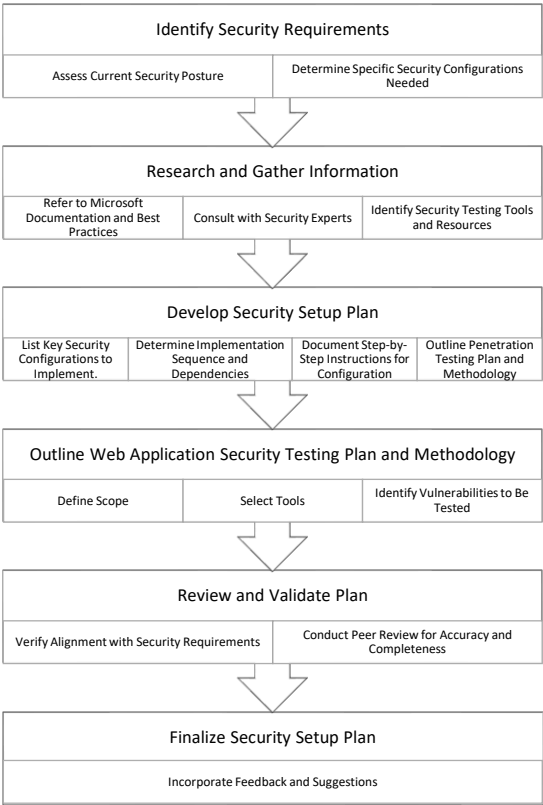 Identify Security Requirements
Assess Current Security Posture
Determine Specific Security Configurations
Needed
Research and Gather Information
Refer to Microsoft
Documentation and Best
Practices
Consult with Security Experts
Identify Security Testing Tools
and Resources
Develop Security Setup Plan
List Key Security
Configurations to
Implement.
Determine Implementation
Sequence and
Dependencies
Document Step-by-
Step Instructions for
Configuration
Outline Penetration
Testing Plan and
Methodology
Outline Web Application Security Testing Plan and Methodology
Define Scope
Select Tools
Identify Vulnerabilities to Be
Tested
Review and Validate Plan
Verify Alignment with Security Requirements
Conduct Peer Review for Accuracy and
Completeness
Finalize Security Setup Plan
Incorporate Feedback and Suggestions